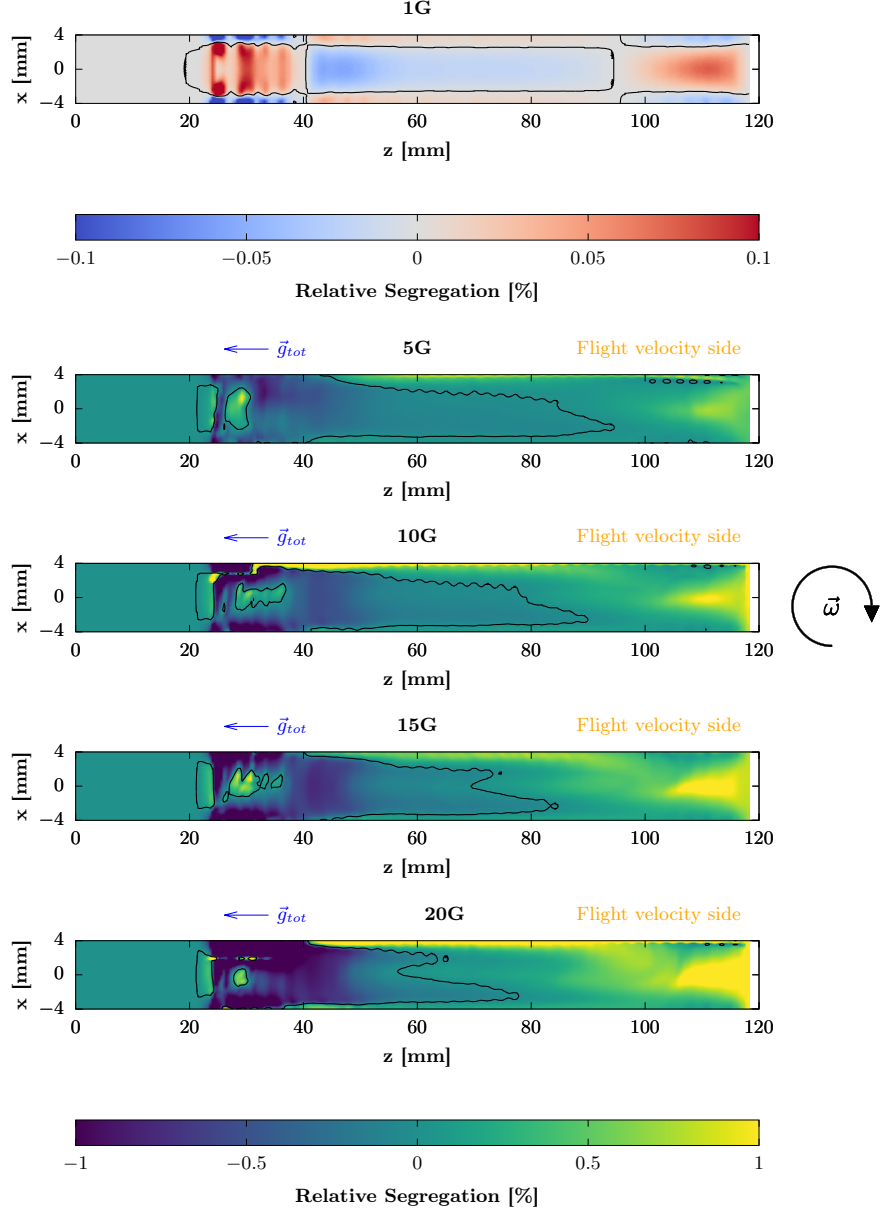 1G
x [mm]
4
0
−4
0 20 40 60 80 100 120
z [mm]
−0.1 −0.05 0 0.05 0.1
Relative Segregation [%]
g⃗tot 5G Flight velocity side
x [mm]
4
0
−4
0 20 40 60 80 100 120
z [mm]
g⃗tot 10G Flight velocity side
x [mm]
4
0
−4
ω⃗
0 20 40 60 80 100 120
z [mm]
g⃗tot 15G Flight velocity side
x [mm]
4
0
−4
0 20 40 60 80 100 120
z [mm]
g⃗tot 20G Flight velocity side
x [mm]
4
0
−4
0 20 40 60 80 100 120
z [mm]
−1 −0.5 0 0.5 1
Relative Segregation [%]